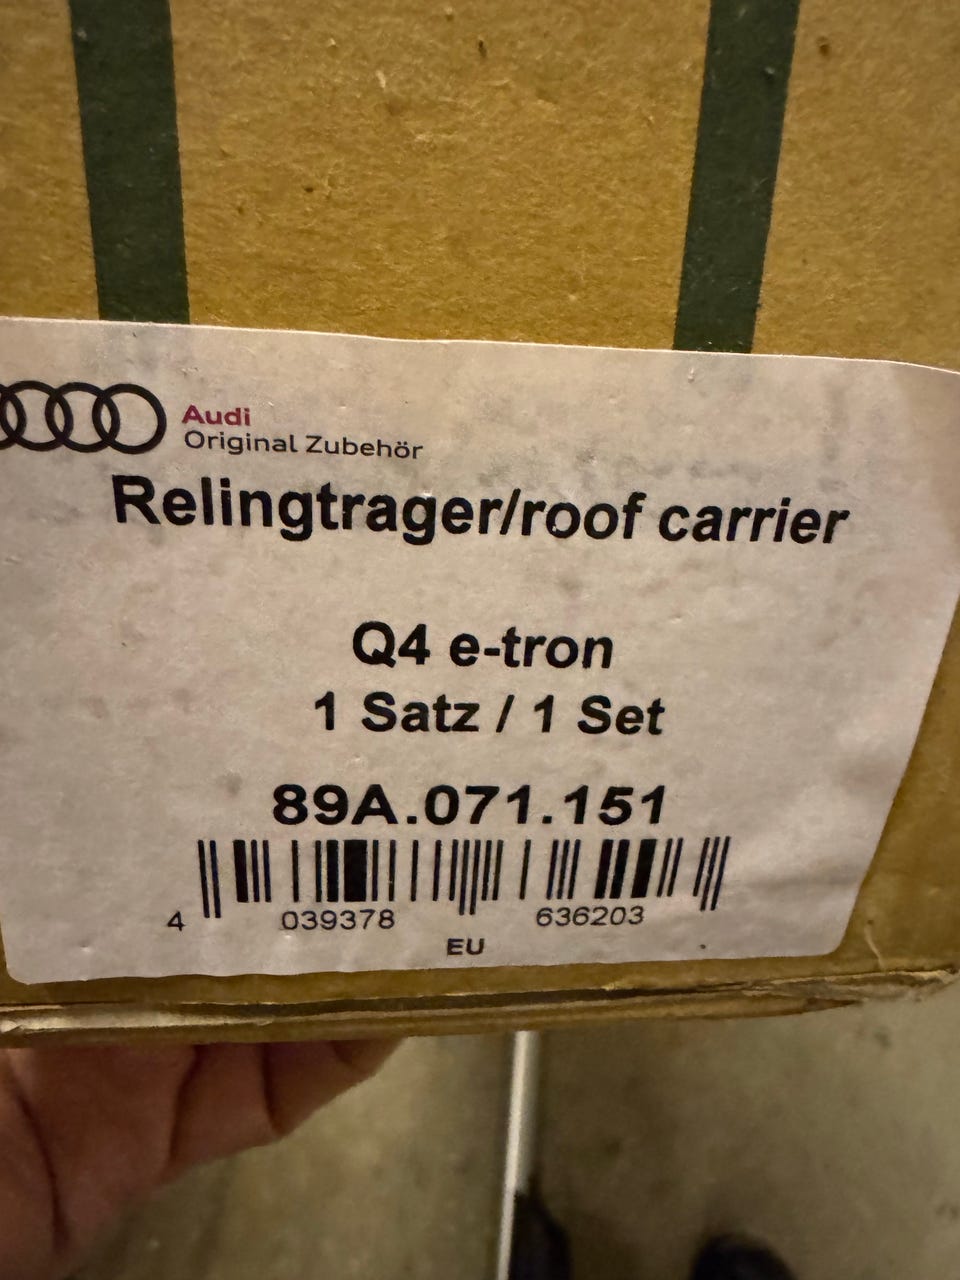 Audi
Original Zubehör
Relingtrager/roof carrier
Q4 e-tron
1 Satz / 1 Set
89A.071.151
4 039378 636203
EU